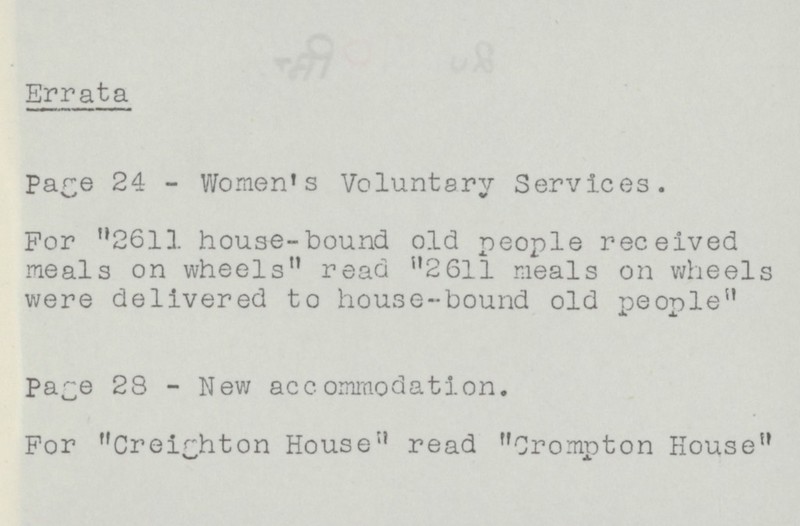 Errata
Page 24 - Women's Voluntary Services.
For "2611 house-bound old people received
meals on wheels" read "2611 meals on wheels
were delivered to house-bound old people"
Page 28 - New accommodation.
For "Creighton House" read "Crompton House"